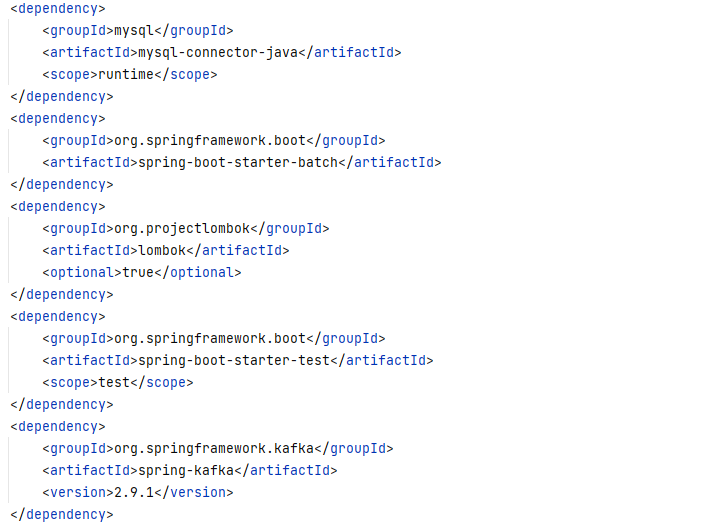 <dependency>
    <groupId>mysql</groupId>
    <artifactId>mysql-connector-java</artifactId>
    <scope>runtime</scope>
</dependency>
<dependency>
    <groupId>org.springframework.boot</groupId>
    <artifactId>spring-boot-starter-batch</artifactId>
</dependency>
<dependency>
    <groupId>org.projectlombok</groupId>
    <artifactId>lombok</artifactId>
    <optional>true</optional>
</dependency>
<dependency>
    <groupId>org.springframework.boot</groupId>
    <artifactId>spring-boot-starter-test</artifactId>
    <scope>test</scope>
</dependency>
<dependency>
    <groupId>org.springframework.kafka</groupId>
    <artifactId>spring-kafka</artifactId>
    <version>2.9.1</version>
</dependency>